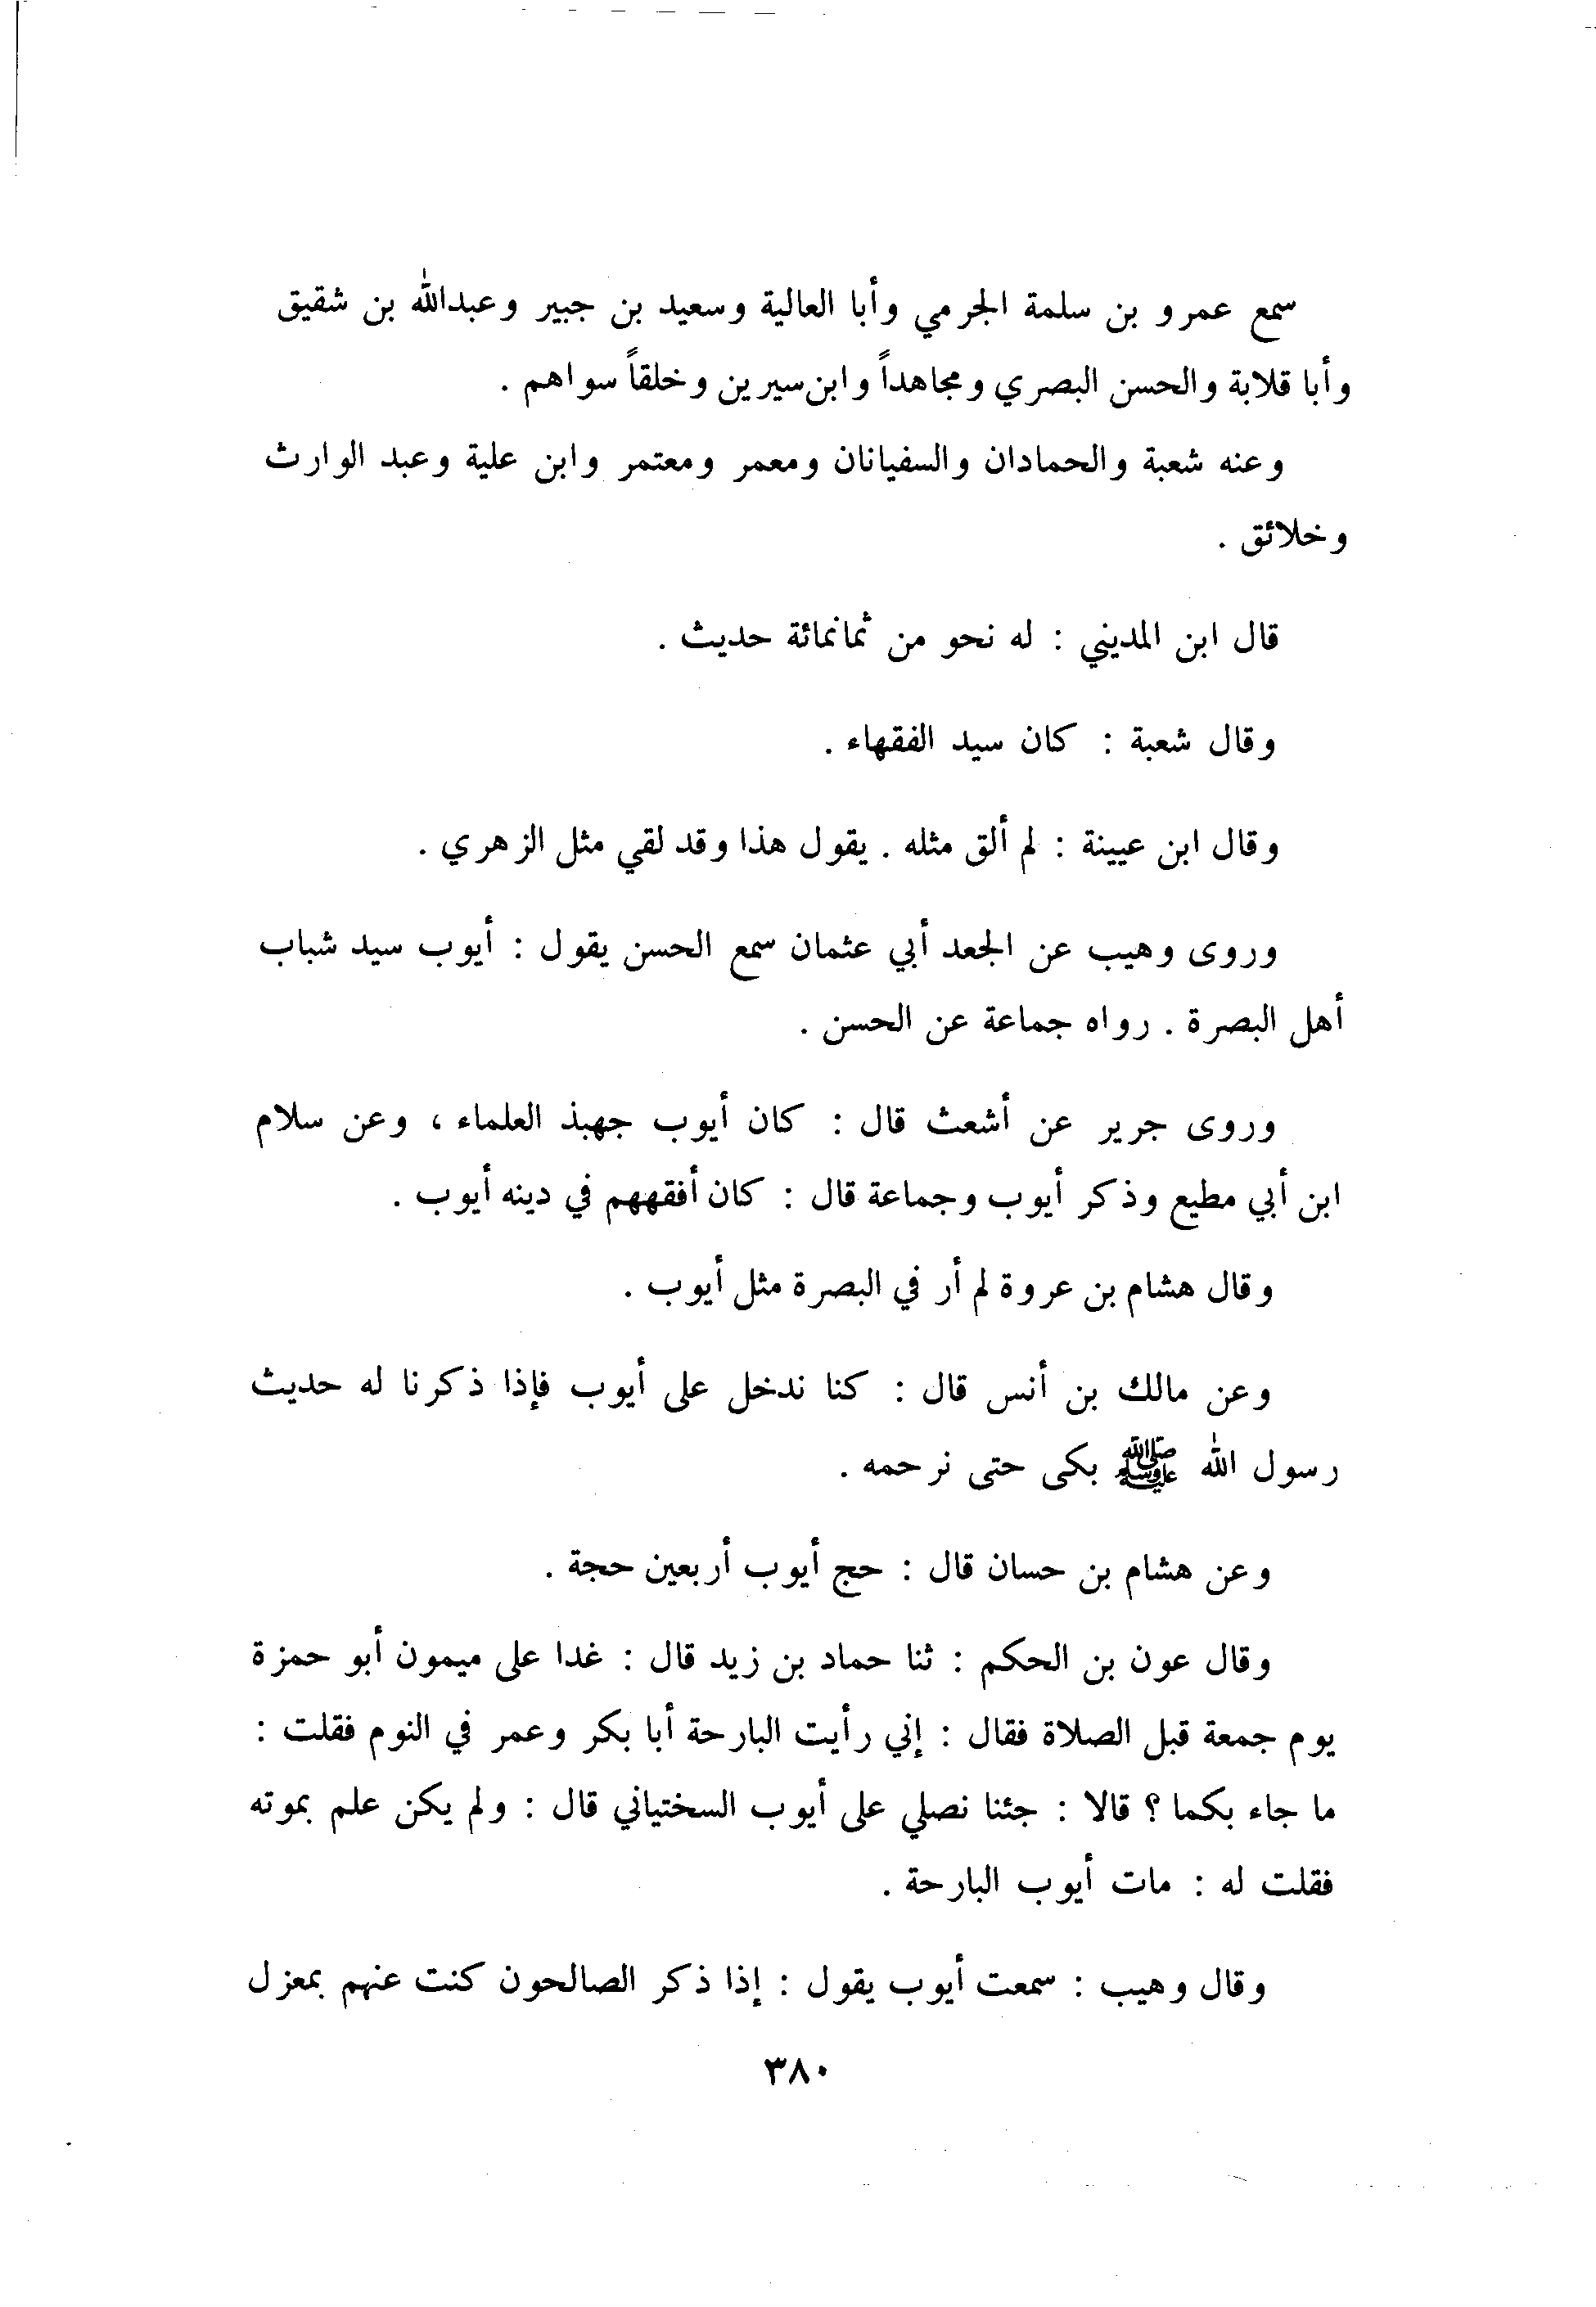 سمع عمرو بن سلمة الجرمي وأبا العالية وسعيد بن جبير وعبدالله بن شقيق
وأبا قلابة والحسن البصري ومجاهداً وابن سيرين وخلقاً سواهم .
وعنه شعبة والحمادان والسفيانان ومعمر ومعتمر وابن علية وعبد الوارث
وخلائق .
قال ابن المديني : له نحو من ثمانمائة حديث .
وقال شعبة : كان سيد الفقهاء .
وقال ابن عيينة : لم ألق مثله . يقول هذا وقد لقي مثل الزهري .
وروى وهيب عن الجعد أبي عثمان سمع الحسن يقول : أيوب سيد شباب
أهل البصرة . رواه جماعة عن الحسن .
وروى جرير عن أشعث قال : كان أيوب جهبذ العلماء ، وعن سلام
ابن أبي مطيع وذكر أيوب وجماعة قال : كان أفقههم في دينه أيوب .
وقال هشام بن عروة لم أر في البصرة مثل أيوب .
وعن مالك بن أنس قال : كنا ندخل على أيوب فإذا ذكرنا له حديث
رسول الله ﷺ بكى حتى نرحمه .
وعن هشام بن حسان قال : حج أيوب أربعين حجة .
وقال عون بن الحكم : ثنا حماد بن زيد قال : غدا على ميمون أبو حمزة
يوم جمعة قبل الصلاة فقال : إني رأيت البارحة أبا بكر وعمر في النوم فقلت :
ما جاء بكما ؟ قالا : جئنا نصلي على أيوب السختياني قال : ولم يكن علم بموته
فقلت له : مات أيوب البارحة .
وقال وهيب : سمعت أيوب يقول : إذا ذكر الصالحون كنت عنهم بمعزل
٣٨٠